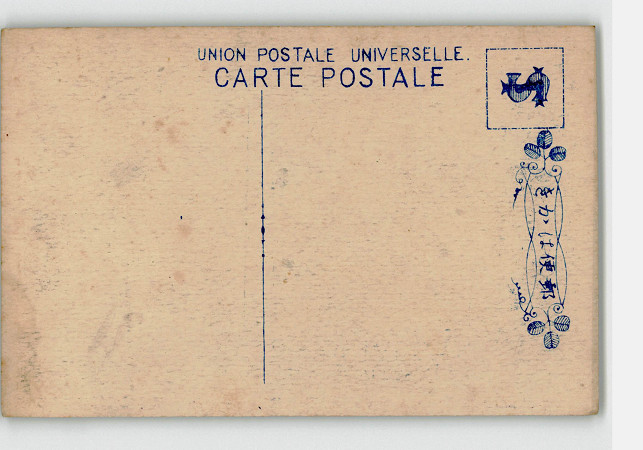 UNION POSTALE UNIVERSELLE.
CARTE POSTALE
きかは便郵